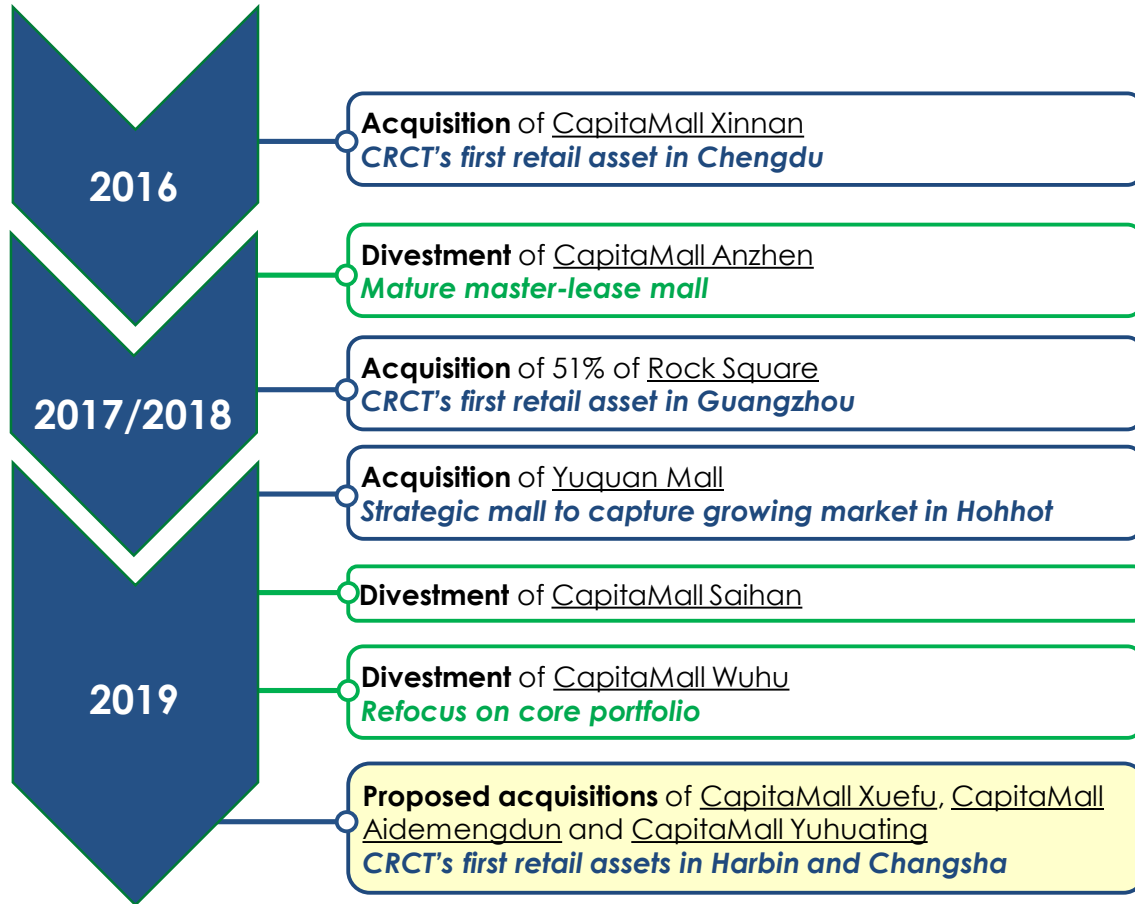 2016
Acquisition of CapitaMall Xinnan
CRCT's first retail asset in Chengdu
Divestment of CapitaMall Anzhen
Mature master-lease mall
2017/2018
Acquisition of 51% of Rock Square
CRCT's first retail asset in Guangzhou
Acquisition of Yuquan Mall
Strategic mall to capture growing market in Hohhot
2019
Divestment of CapitaMall Saihan
Divestment of CapitaMall Wuhu
Refocus on core portfolio
Proposed acquisitions of CapitaMall Xuefu, CapitaMall
Aidemengdun and CapitaMall Yuhuating
CRCT's first retail assets in Harbin and Changsha